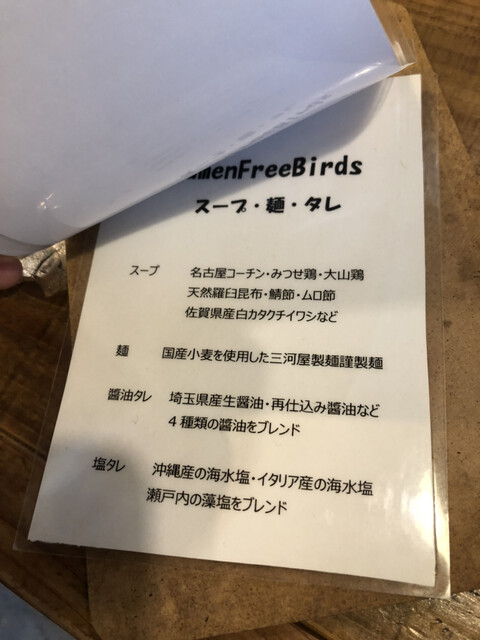 menFreeBirds
スープ・麺・タレ
スープ 名古屋コーチン・みつせ鶏・大山鶏
天然羅臼昆布・鯖節・ムロ節
佐賀県産白カタクチイワシなど
麺 国産小麦を使用した三河屋製麺謹製麺
醤油タレ 埼玉県産生醤油・再仕込み醤油など
4種類の醤油をブレンド
塩タレ 沖縄産の海水塩・イタリア産の海水塩
瀬戸内の藻塩をブレンド